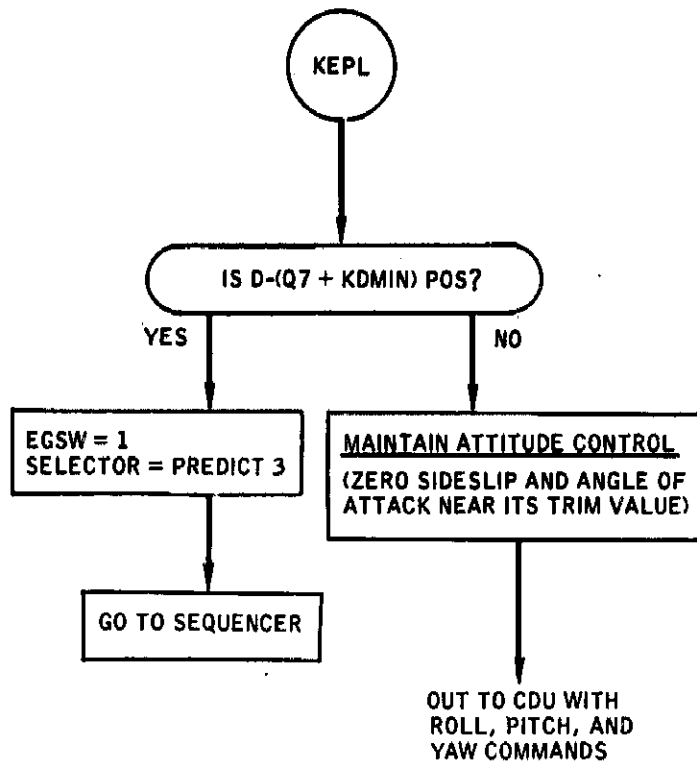 KEPL
IS D-(Q7 + KDMIN) POS?
YES
NO
EGSW = 1
SELECTOR = PREDICT 3
GO TO SEQUENCER
MAINTAIN ATTITUDE CONTROL
(ZERO SIDESLIP AND ANGLE OF
ATTACK NEAR ITS TRIM VALUE)
OUT TO CDU WITH
ROLL, PITCH, AND
YAW COMMANDS